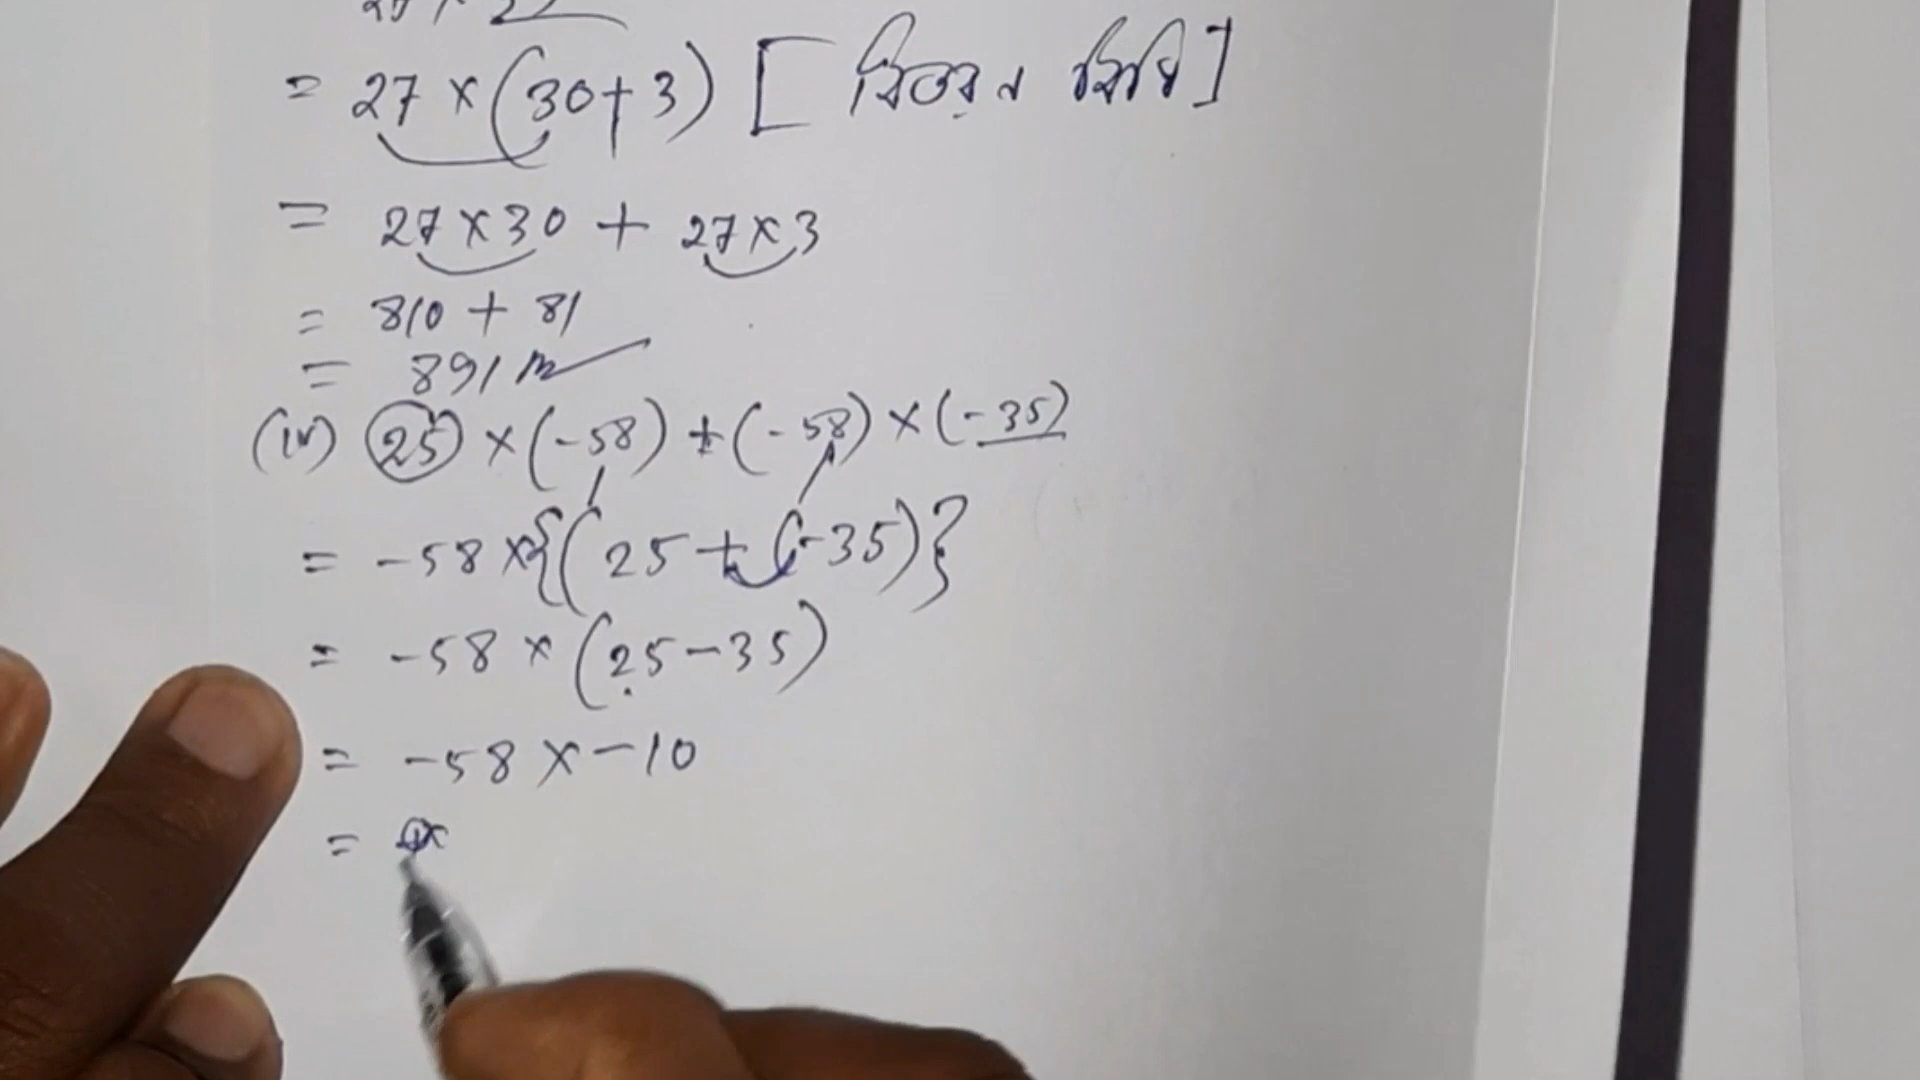 = 27 × (30+3) [ বিতরণ বিধি ]
= 27×30 + 27×3
= 810 + 81
= 891
(iv) 25 × (-58) + (-58) × (-35)
= -58 ×{(25 + (-35)}
= -58 × (25-35)
= -58 × -10
=